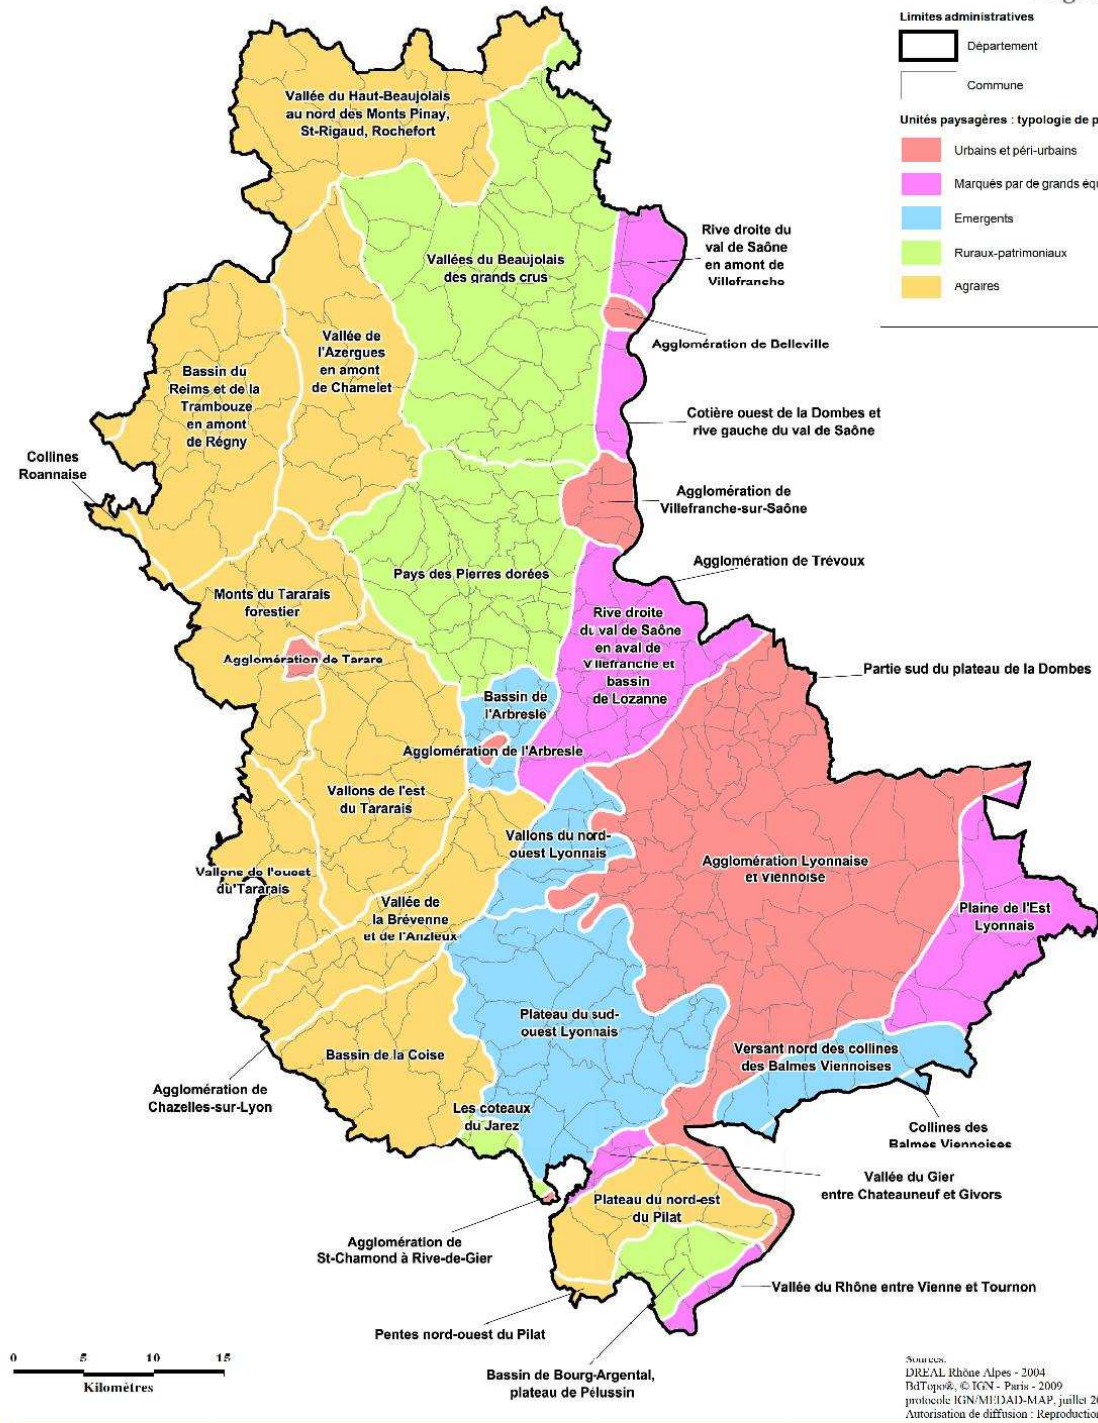 Limites administratives
Département
Commune
Unités paysagères : typologie de p
Urbains et péri-urbains
Marqués par de grands équ
Emergents
Ruraux-patrimoniaux
Agraires
Vallée du Haut-Beaujolais
au nord des Monts Pinay,
St-Rigaud, Rochefort
Vallées du Beaujolais
des grands crus
Rive droite du
val de Saône
en amont de
Villefranche
Agglomération de Belleville
Vallée de
l'Azergues
en amont
de Chamelet
Bassin du
Reims et de la
Trambouze
en amont
de Régny
Cotière ouest de la Dombes et
rive gauche du val de Saône
Collines
Roannaise
Agglomération de
Villefranche-sur-Saône
Agglomération de Trévoux
Pays des Pierres dorées
Monts du Tararais
forestier
Rive droite
du val de Saône
en aval de
Villefranche et
bassin
de Lozanne
Agglomération de Tarare
Partie sud du plateau de la Dombes
Bassin de
l'Arbresle
Agglomération de l'Arbresle
Vallons de l'est
du Tararais
Vallons du nord-
ouest Lyonnais
Agglomération Lyonnaise
et viennoise
Vallons de l'ouest
du Tararais
Vallée de
la Brévenne
et de l'Anzieux
Plaine de l'Est
Lyonnais
Plateau du sud-
ouest Lyonnais
Bassin de la Coise
Versant nord des collines
des Balmes Viennoises
Agglomération de
Chazelles-sur-Lyon
Les coteaux
du Jarez
Collines des
Balmes Viennoises
Vallée du Gier
entre Chateauneuf et Givors
Plateau du nord-est
du Pilat
Agglomération de
St-Chamond à Rive-de-Gier
Vallée du Rhône entre Vienne et Tournon
Pentes nord-ouest du Pilat
Bassin de Bourg-Argental,
plateau de Pélussin
0 5 10 15
Kilomètres
Sources:
DREAL Rhône Alpes - 2004
BdTopo®, © IGN - Paris - 2009
protocole IGN/MEDAD-MAP, juillet 20
Autorisation de diffusion : Reproduction